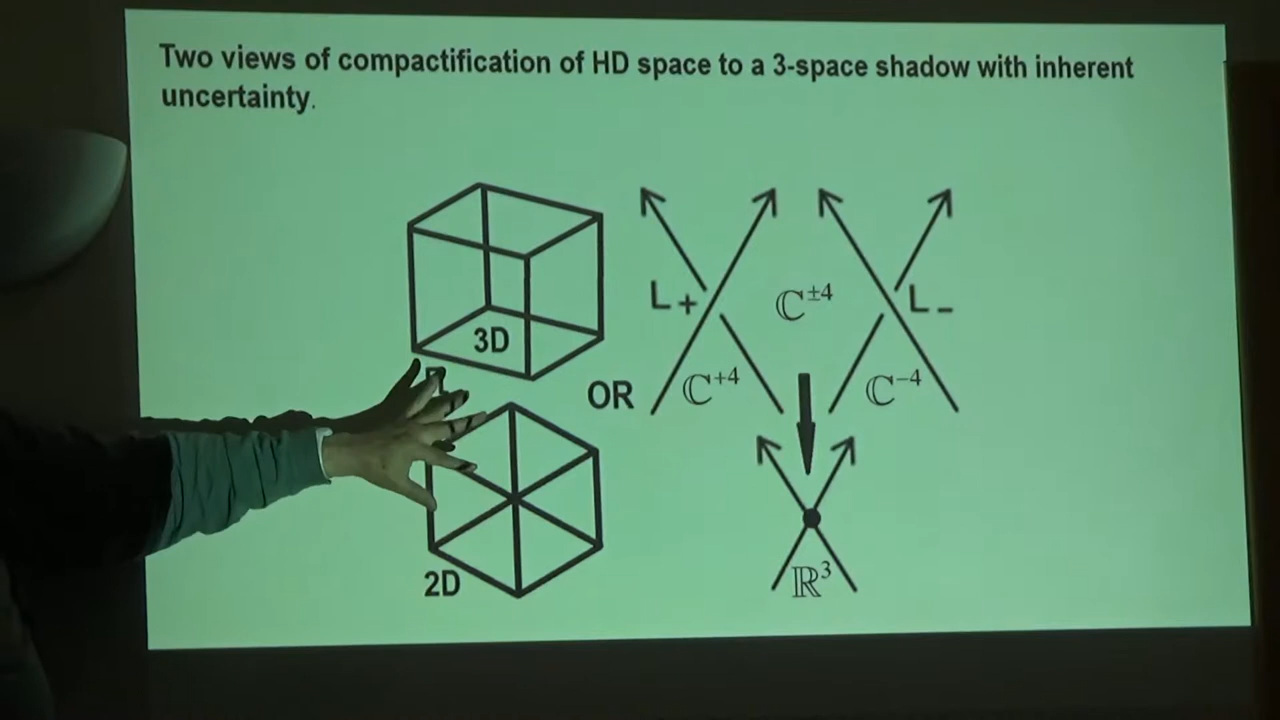 Two views of compactification of HD space to a 3-space shadow with inherent
uncertainty.
3D
OR
2D
L+
ℂ±4
L-
ℂ+4
ℂ−4
ℝ3